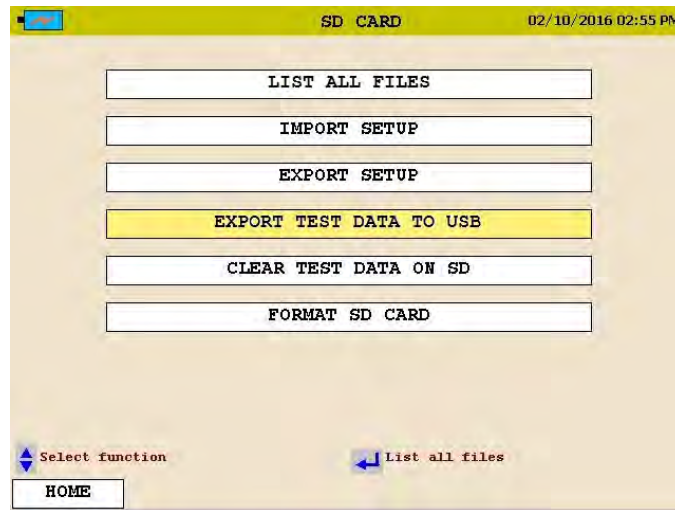 SD CARD 02/10/2016 02:55 PM
LIST ALL FILES
IMPORT SETUP
EXPORT SETUP
EXPORT TEST DATA TO USB
CLEAR TEST DATA ON SD
FORMAT SD CARD
Select function List all files
HOME